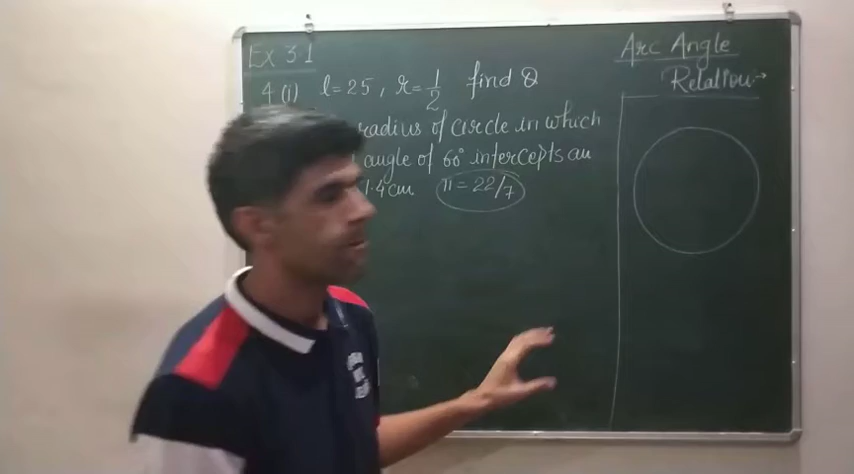 Ex 3.1
4 (i) l = 25 , r = 1/2 find θ
radius of circle in which
angle of 60° intercepts an
.4 cm π = 22/7
Arc Angle
Relation →